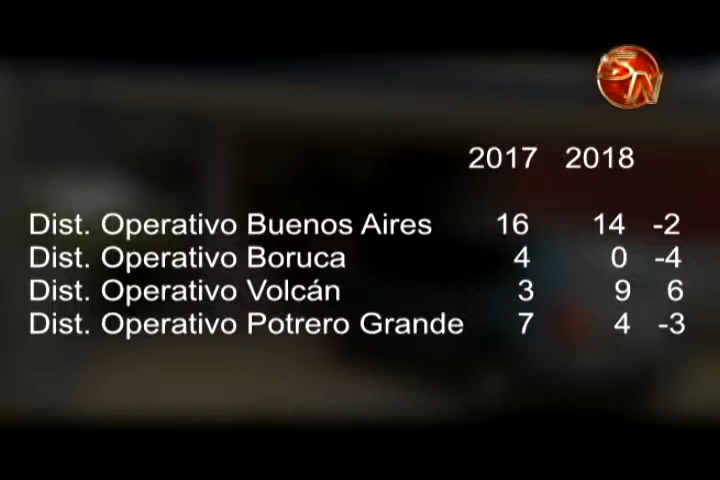 SN
2017 2018
Dist. Operativo Buenos Aires 16 14 -2
Dist. Operativo Boruca 4 0 -4
Dist. Operativo Volcán 3 9 6
Dist. Operativo Potrero Grande 7 4 -3